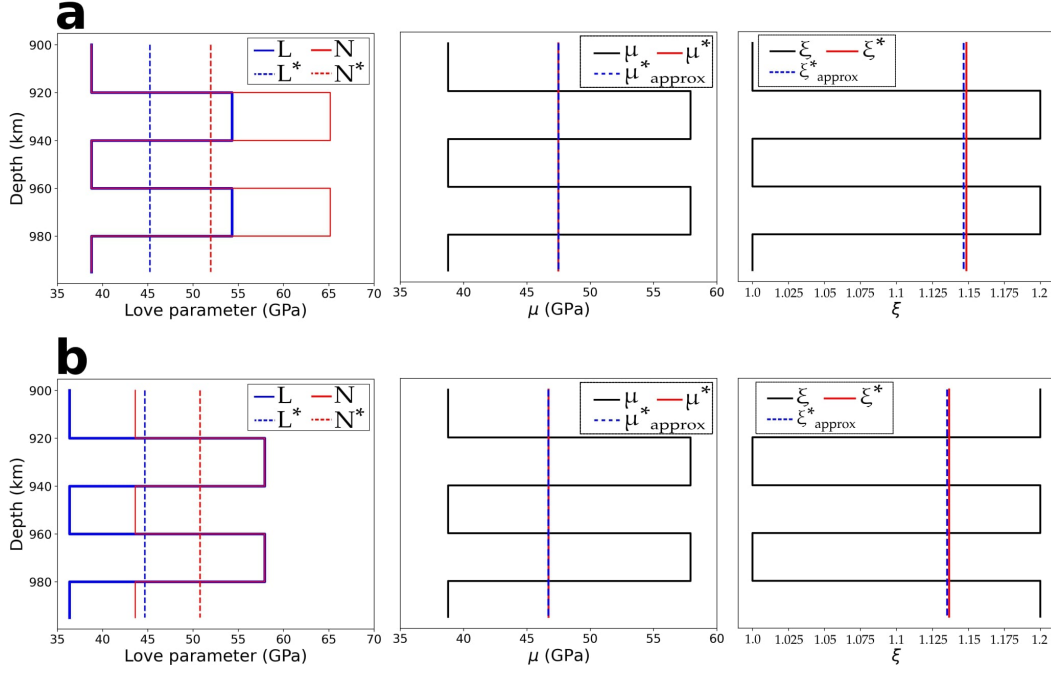 a
L N
L* N*
μ μ*
μ*approx
ξ ξ*
ξ*approx
900
920
940
960
980
Depth (km)
35 40 45 50 55 60 65 70
Love parameter (GPa)
35 40 45 50 55 60
μ (GPa)
1.0 1.025 1.05 1.075 1.1 1.125 1.15 1.175 1.2
ξ
b
L N
L* N*
μ μ*
μ*approx
ξ ξ*
ξ*approx
900
920
940
960
980
Depth (km)
35 40 45 50 55 60 65 70
Love parameter (GPa)
35 40 45 50 55 60
μ (GPa)
1.0 1.025 1.05 1.075 1.1 1.125 1.15 1.175 1.2
ξ